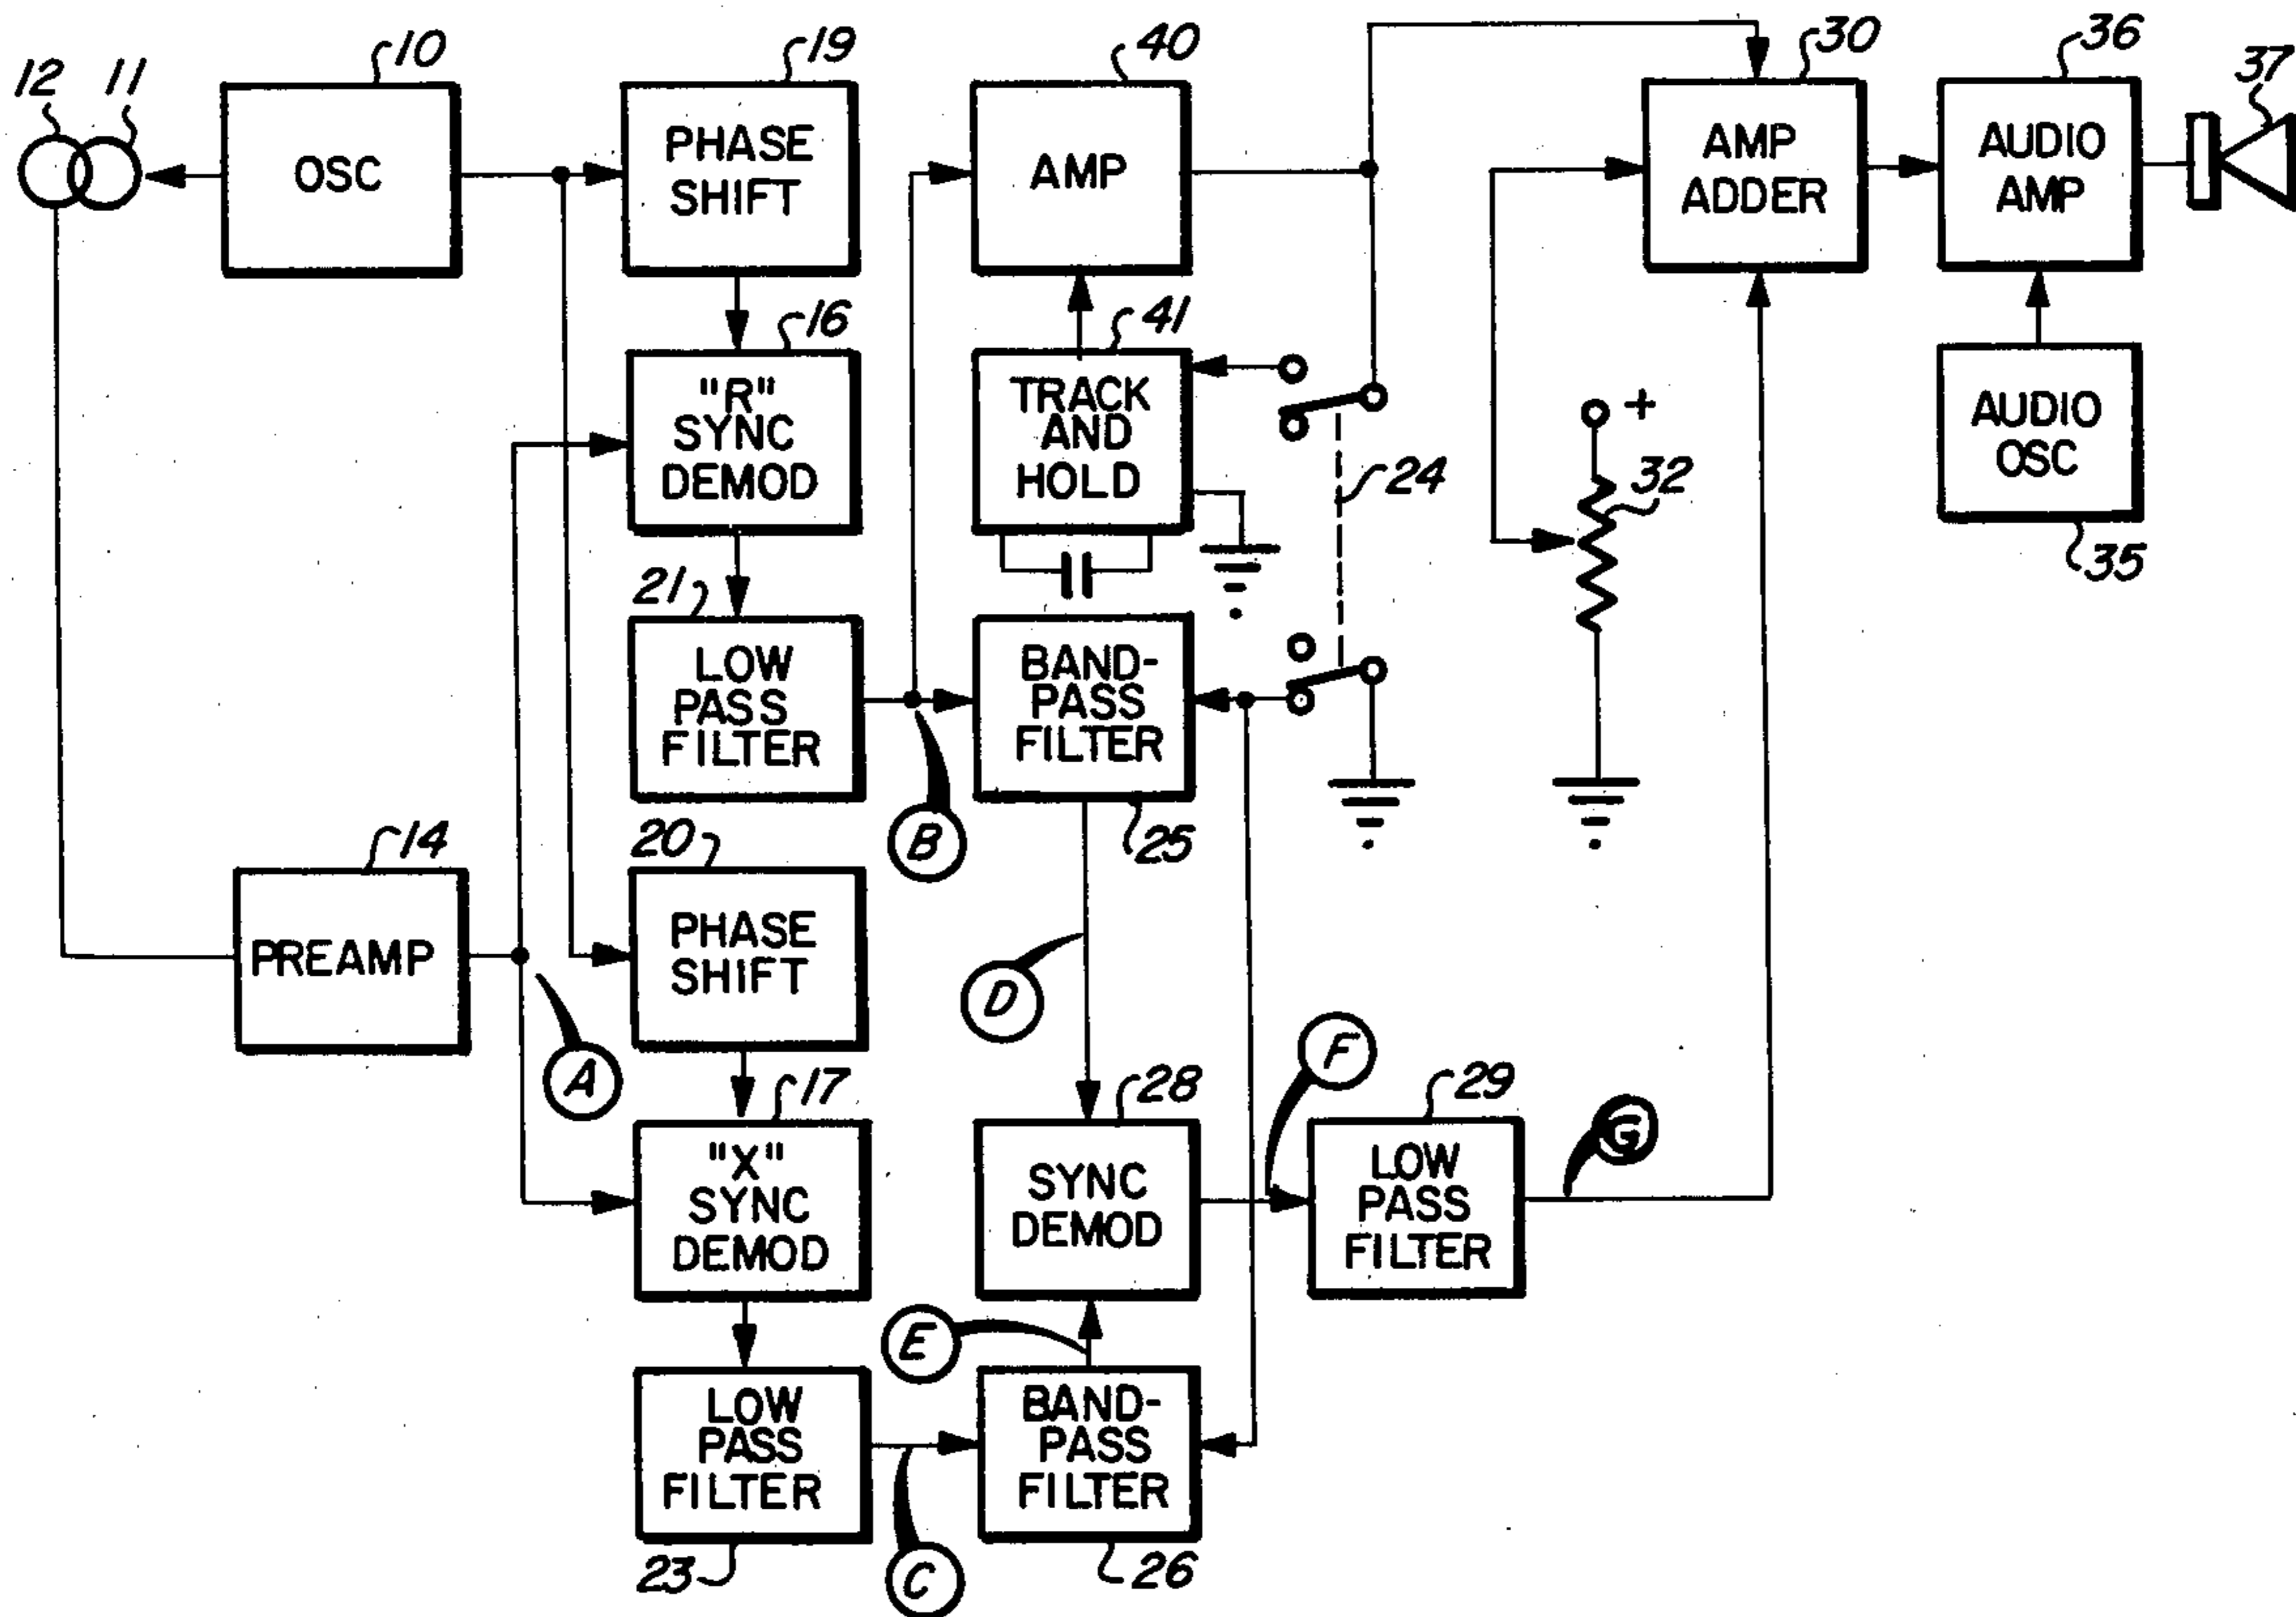 12
11
10
OSC
19
PHASE
SHIFT
40
AMP
30
AMP
ADDER
36
AUDIO
AMP
37
16
"R"
SYNC
DEMOD
41
TRACK
AND
HOLD
24
+
32
AUDIO
OSC
35
21
LOW
PASS
FILTER
B
BAND-
PASS
FILTER
25
14
PREAMP
A
20
PHASE
SHIFT
D
17
"X"
SYNC
DEMOD
28
SYNC
DEMOD
F
29
LOW
PASS
FILTER
G
E
LOW
PASS
FILTER
23
C
BAND-
PASS
FILTER
26